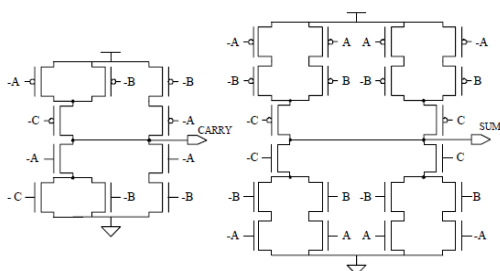 A A
-A -A
-B B -B B
-A -B -B
-C C
-C -A
CARRY SUM
-A -A
-C C
- C -B -B
-B B -B B
-A A A -A